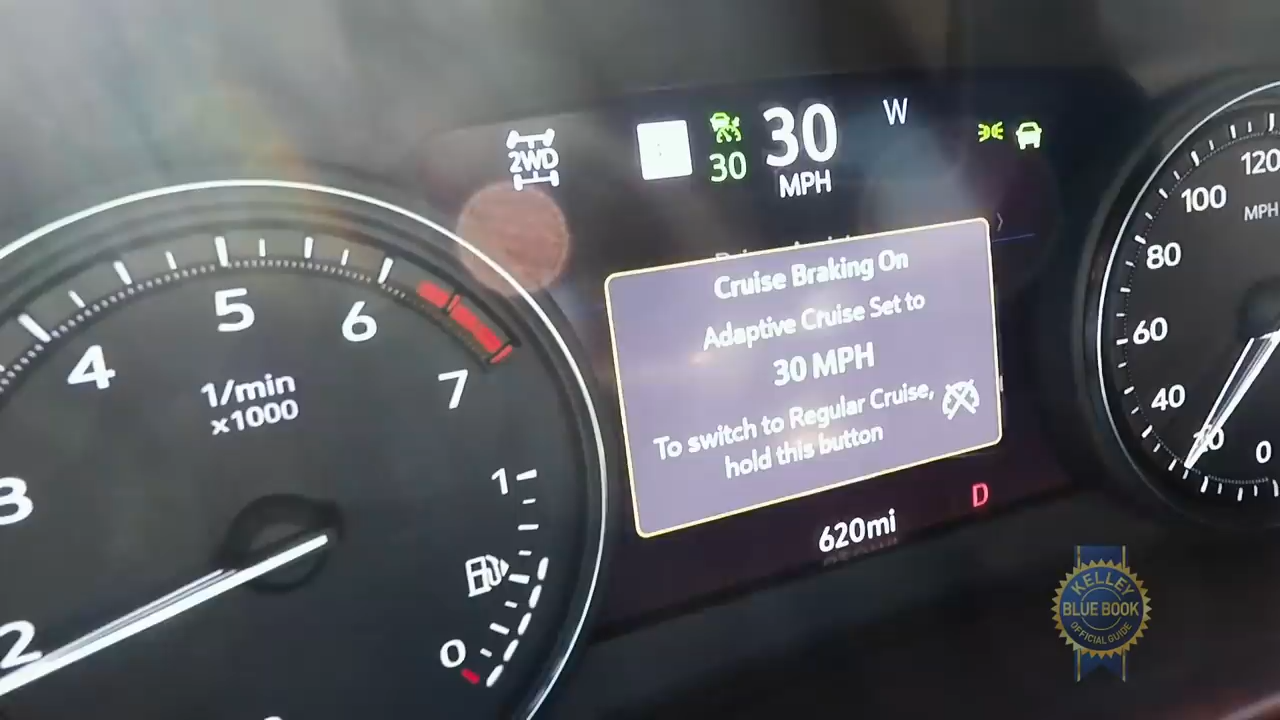 2WD
30
30
MPH
W
Cruise Braking On
Adaptive Cruise Set to
30 MPH
To switch to Regular Cruise,
hold this button
620mi
D
2
3
4
5
6
7
1/min
x1000
1
0
120
100
MPH
80
60
40
20
0
KELLEY
BLUE BOOK
OFFICIAL GUIDE